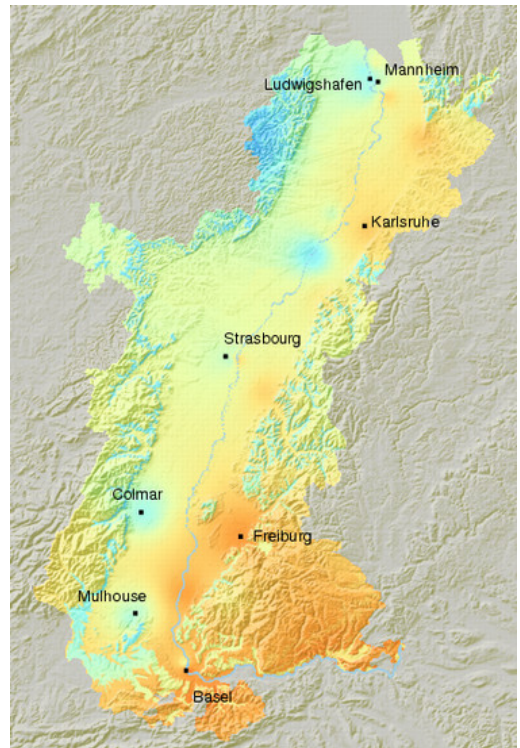 Mannheim
Ludwigshafen
Karlsruhe
Strasbourg
Colmar
Freiburg
Mulhouse
Basel